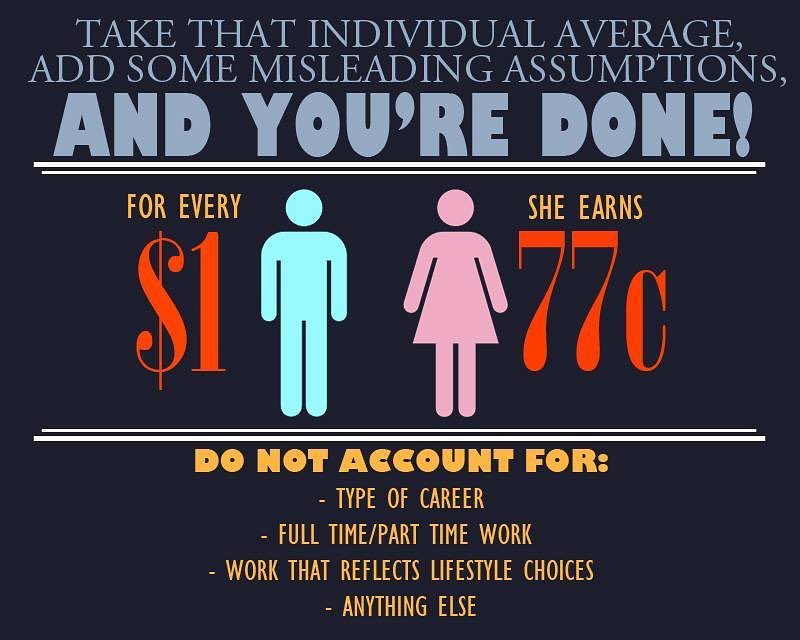 TAKE THAT INDIVIDUAL AVERAGE,
ADD SOME MISLEADING ASSUMPTIONS,
AND YOU'RE DONE!
FOR EVERY
$1
SHE EARNS
77c
DO NOT ACCOUNT FOR:
- TYPE OF CAREER
- FULL TIME/PART TIME WORK
- WORK THAT REFLECTS LIFESTYLE CHOICES
- ANYTHING ELSE